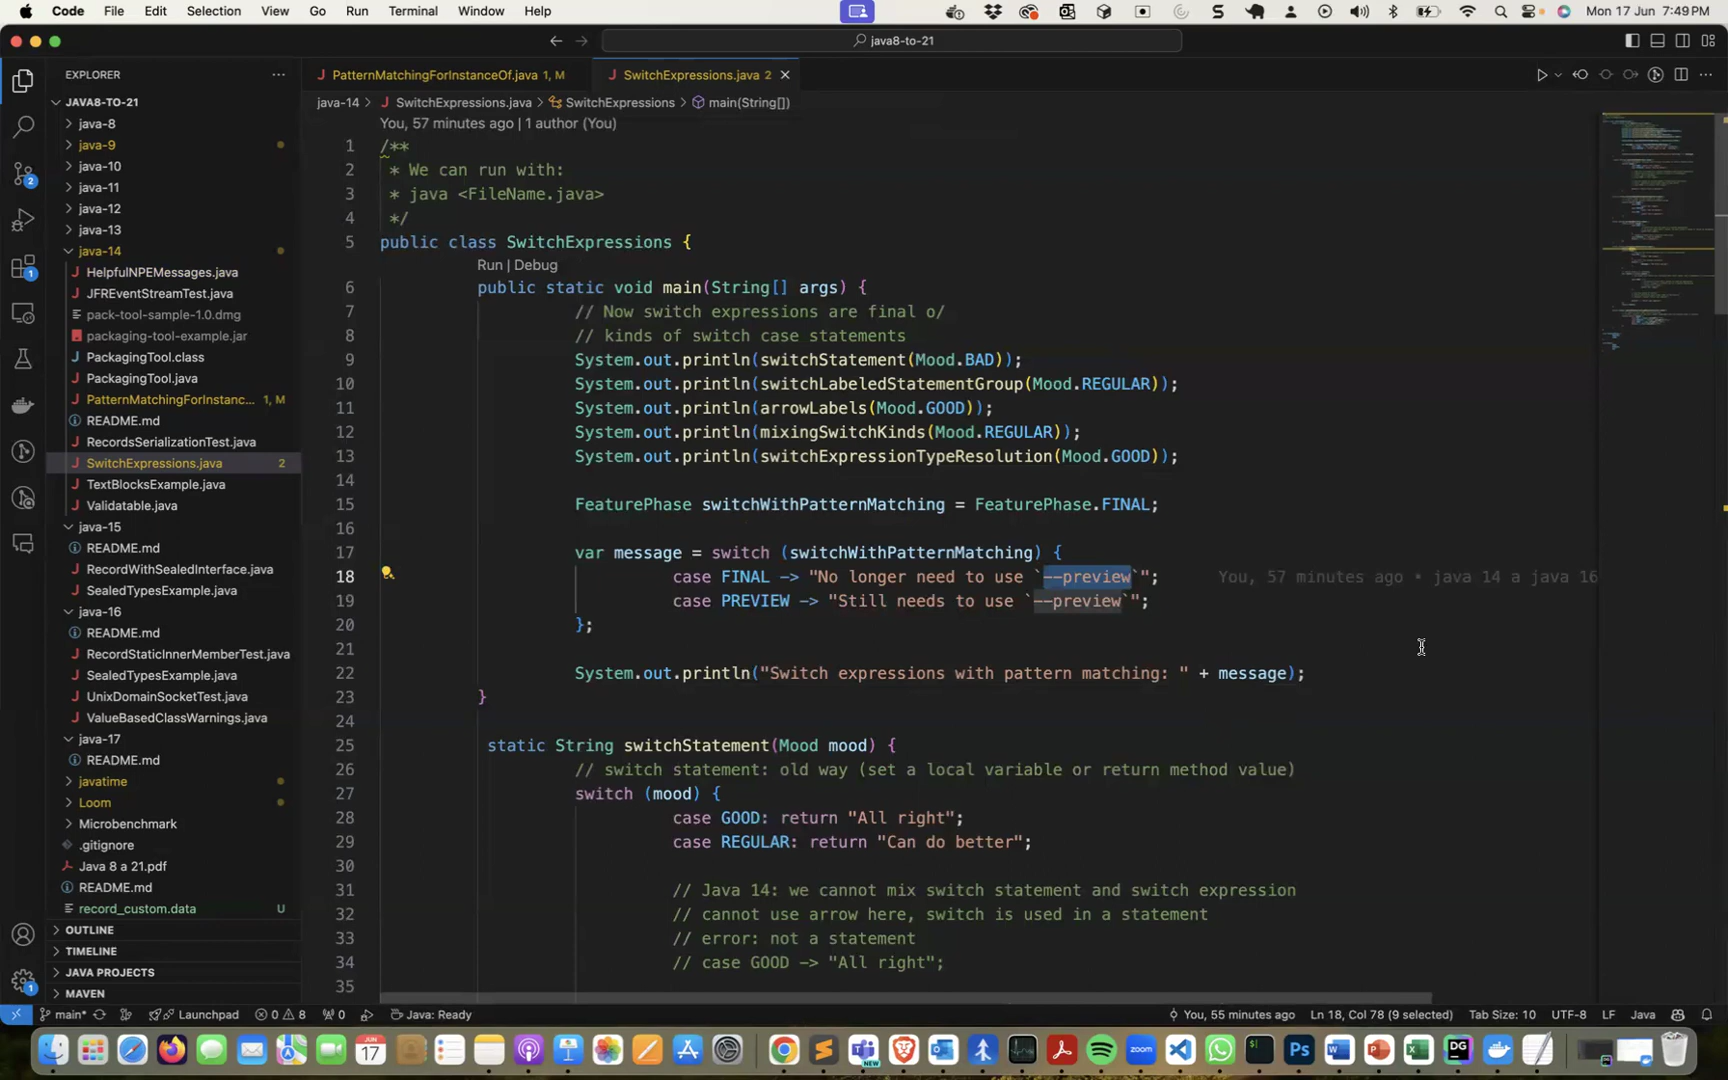 Code File Edit Selection View Go Run Terminal Window Help
Mon 17 Jun 7:49 PM
java8-to-21
EXPLORER
JAVA8-TO-21
java-8
java-9
java-10
java-11
java-12
java-13
java-14
HelpfulNPEMessages.java
JFREventStreamTest.java
pack-tool-sample-1.0.dmg
packaging-tool-example.jar
PackagingTool.class
PackagingTool.java
PatternMatchingForInstanc... 1, M
README.md
RecordsSerializationTest.java
SwitchExpressions.java 2
TextBlocksExample.java
Validatable.java
java-15
README.md
RecordWithSealedInterface.java
SealedTypesExample.java
java-16
README.md
RecordStaticInnerMemberTest.java
SealedTypesExample.java
UnixDomainSocketTest.java
ValueBasedClassWarnings.java
java-17
README.md
javatime
Loom
Microbenchmark
.gitignore
Java 8 a 21.pdf
README.md
record_custom.data U
OUTLINE
TIMELINE
JAVA PROJECTS
MAVEN
PatternMatchingForInstanceOf.java 1, M
SwitchExpressions.java 2
java-14 > SwitchExpressions.java > SwitchExpressions > main(String[])
You, 57 minutes ago | 1 author (You)
1 /**
2 * We can run with:
3 * java <FileName.java>
4 */
5 public class SwitchExpressions {
Run | Debug
6 public static void main(String[] args) {
7 // Now switch expressions are final o/
8 // kinds of switch case statements
9 System.out.println(switchStatement(Mood.BAD));
10 System.out.println(switchLabeledStatementGroup(Mood.REGULAR));
11 System.out.println(arrowLabels(Mood.GOOD));
12 System.out.println(mixingSwitchKinds(Mood.REGULAR));
13 System.out.println(switchExpressionTypeResolution(Mood.GOOD));
14
15 FeaturePhase switchWithPatternMatching = FeaturePhase.FINAL;
16
17 var message = switch (switchWithPatternMatching) {
18 case FINAL -> "No longer need to use `--preview`"; You, 57 minutes ago • java 14 a java 16
19 case PREVIEW -> "Still needs to use `--preview`";
20 };
21
22 System.out.println("Switch expressions with pattern matching: " + message);
23 }
24
25 static String switchStatement(Mood mood) {
26 // switch statement: old way (set a local variable or return method value)
27 switch (mood) {
28 case GOOD: return "All right";
29 case REGULAR: return "Can do better";
30
31 // Java 14: we cannot mix switch statement and switch expression
32 // cannot use arrow here, switch is used in a statement
33 // error: not a statement
34 // case GOOD -> "All right";
35
main* Launchpad 0 8 0 Java: Ready
You, 55 minutes ago Ln 18, Col 78 (9 selected) Tab Size: 10 UTF-8 LF Java